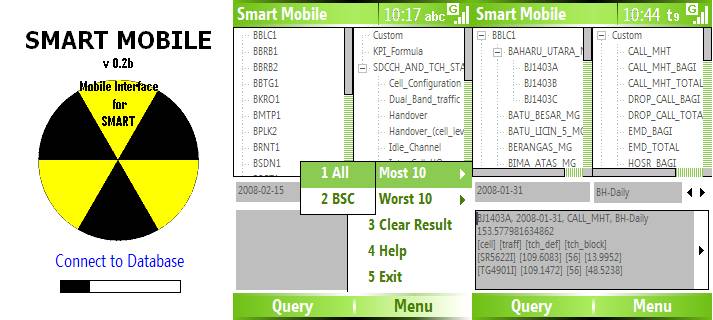 SMART MOBILE
v 0.2b
Mobile Interface
for
SMART
Connect to Database
Smart Mobile 10:17 abc G
BBLC1
BBRB1
BBRB2
BBTG1
BKRO1
BMTP1
BPLK2
BRNT1
BSDN1
Custom
KPI_Formula
SDCCH_AND_TCH_STA
Cell_Configuration
Dual_Band_traffic
Handover
Handover_(cell_lev
Idle_Channel
2008-02-15
1 All
2 BSC
Most 10
Worst 10
3 Clear Result
4 Help
5 Exit
Query Menu
Smart Mobile 10:44 t9 G
BBLC1
BAHARU_UTARA_M
BJ1403A
BJ1403B
BJ1403C
BATU_BESAR_MG
BATU_LICIN_5_MG
BERANGAS_MG
BIMA_ATAS_MG
Custom
CALL_MHT
CALL_MHT_BAGI
CALL_MHT_TOTAL
DROP_CALL_BAGI
DROP_CALL_TOTA
EMD_BAGI
EMD_TOTAL
HOSR_BAGI
2008-01-31
BH-Daily
BJ1403A, 2008-01-31, CALL_MHT, BH-Daily
153.577981634862
[cell] [traff] [tch_def] [tch_block]
[SR5622I] [109.6083] [56] [13.9952]
[TG4901I] [109.1472] [56] [48.5238]
Query Menu